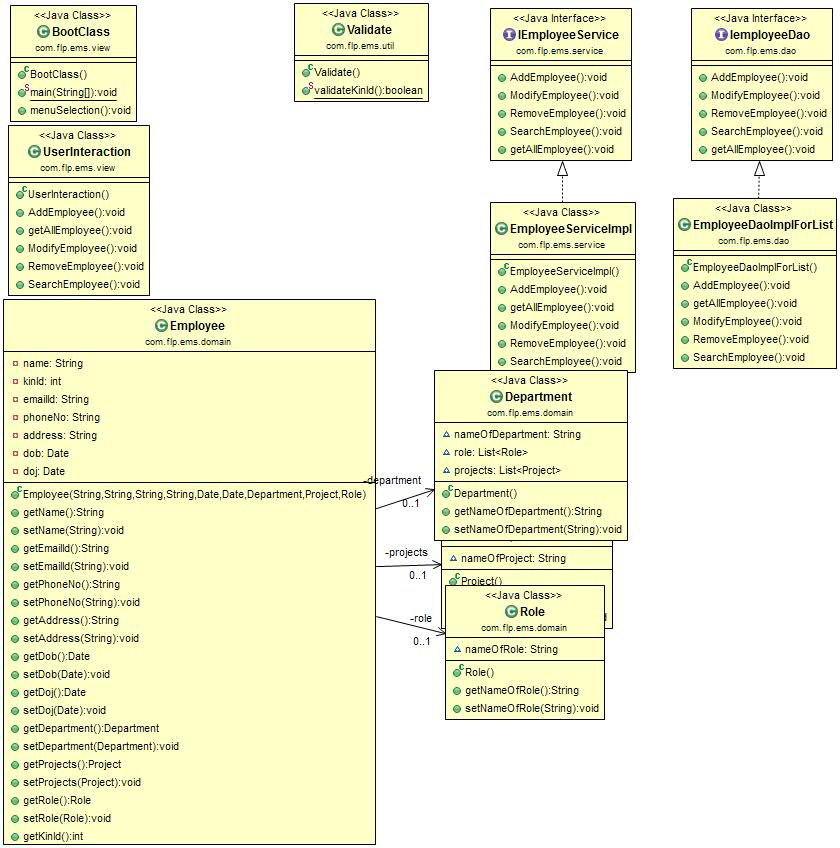 <<Java Class>>
BootClass
com.flp.ems.view
BootClass()
main(String[]):void
menuSelection():void
<<Java Class>>
UserInteraction
com.flp.ems.view
UserInteraction()
AddEmployee():void
getAllEmployee():void
ModifyEmployee():void
RemoveEmployee():void
SearchEmployee():void
<<Java Class>>
Validate
com.flp.ems.util
Validate()
validateKinId():boolean
<<Java Interface>>
IEmployeeService
com.flp.ems.service
AddEmployee():void
ModifyEmployee():void
RemoveEmployee():void
SearchEmployee():void
getAllEmployee():void
<<Java Interface>>
IemployeeDao
com.flp.ems.dao
AddEmployee():void
ModifyEmployee():void
RemoveEmployee():void
SearchEmployee():void
getAllEmployee():void
<<Java Class>>
EmployeeServiceImpl
com.flp.ems.service
EmployeeServiceImpl()
AddEmployee():void
getAllEmployee():void
ModifyEmployee():void
RemoveEmployee():void
SearchEmployee():void
<<Java Class>>
EmployeeDaoImplForList
com.flp.ems.dao
EmployeeDaoImplForList()
AddEmployee():void
getAllEmployee():void
ModifyEmployee():void
RemoveEmployee():void
SearchEmployee():void
<<Java Class>>
Employee
com.flp.ems.domain
name: String
kinId: int
emailId: String
phoneNo: String
address: String
dob: Date
doj: Date
Employee(String,String,String,String,Date,Date,Department,Project,Role)
getName():String
setName(String):void
getEmailId():String
setEmailId(String):void
getPhoneNo():String
setPhoneNo(String):void
getAddress():String
setAddress(String):void
getDob():Date
setDob(Date):void
getDoj():Date
setDoj(Date):void
getDepartment():Department
setDepartment(Department):void
getProjects():Project
setProjects(Project):void
getRole():Role
setRole(Role):void
getKinId():int
-department
0..1
-projects
0..1
-role
0..1
<<Java Class>>
Department
com.flp.ems.domain
nameOfDepartment: String
role: List<Role>
projects: List<Project>
Department()
getNameOfDepartment():String
setNameOfDepartment(String):void
nameOfProject: String
Project()
<<Java Class>>
Role
com.flp.ems.domain
nameOfRole: String
Role()
getNameOfRole():String
setNameOfRole(String):void